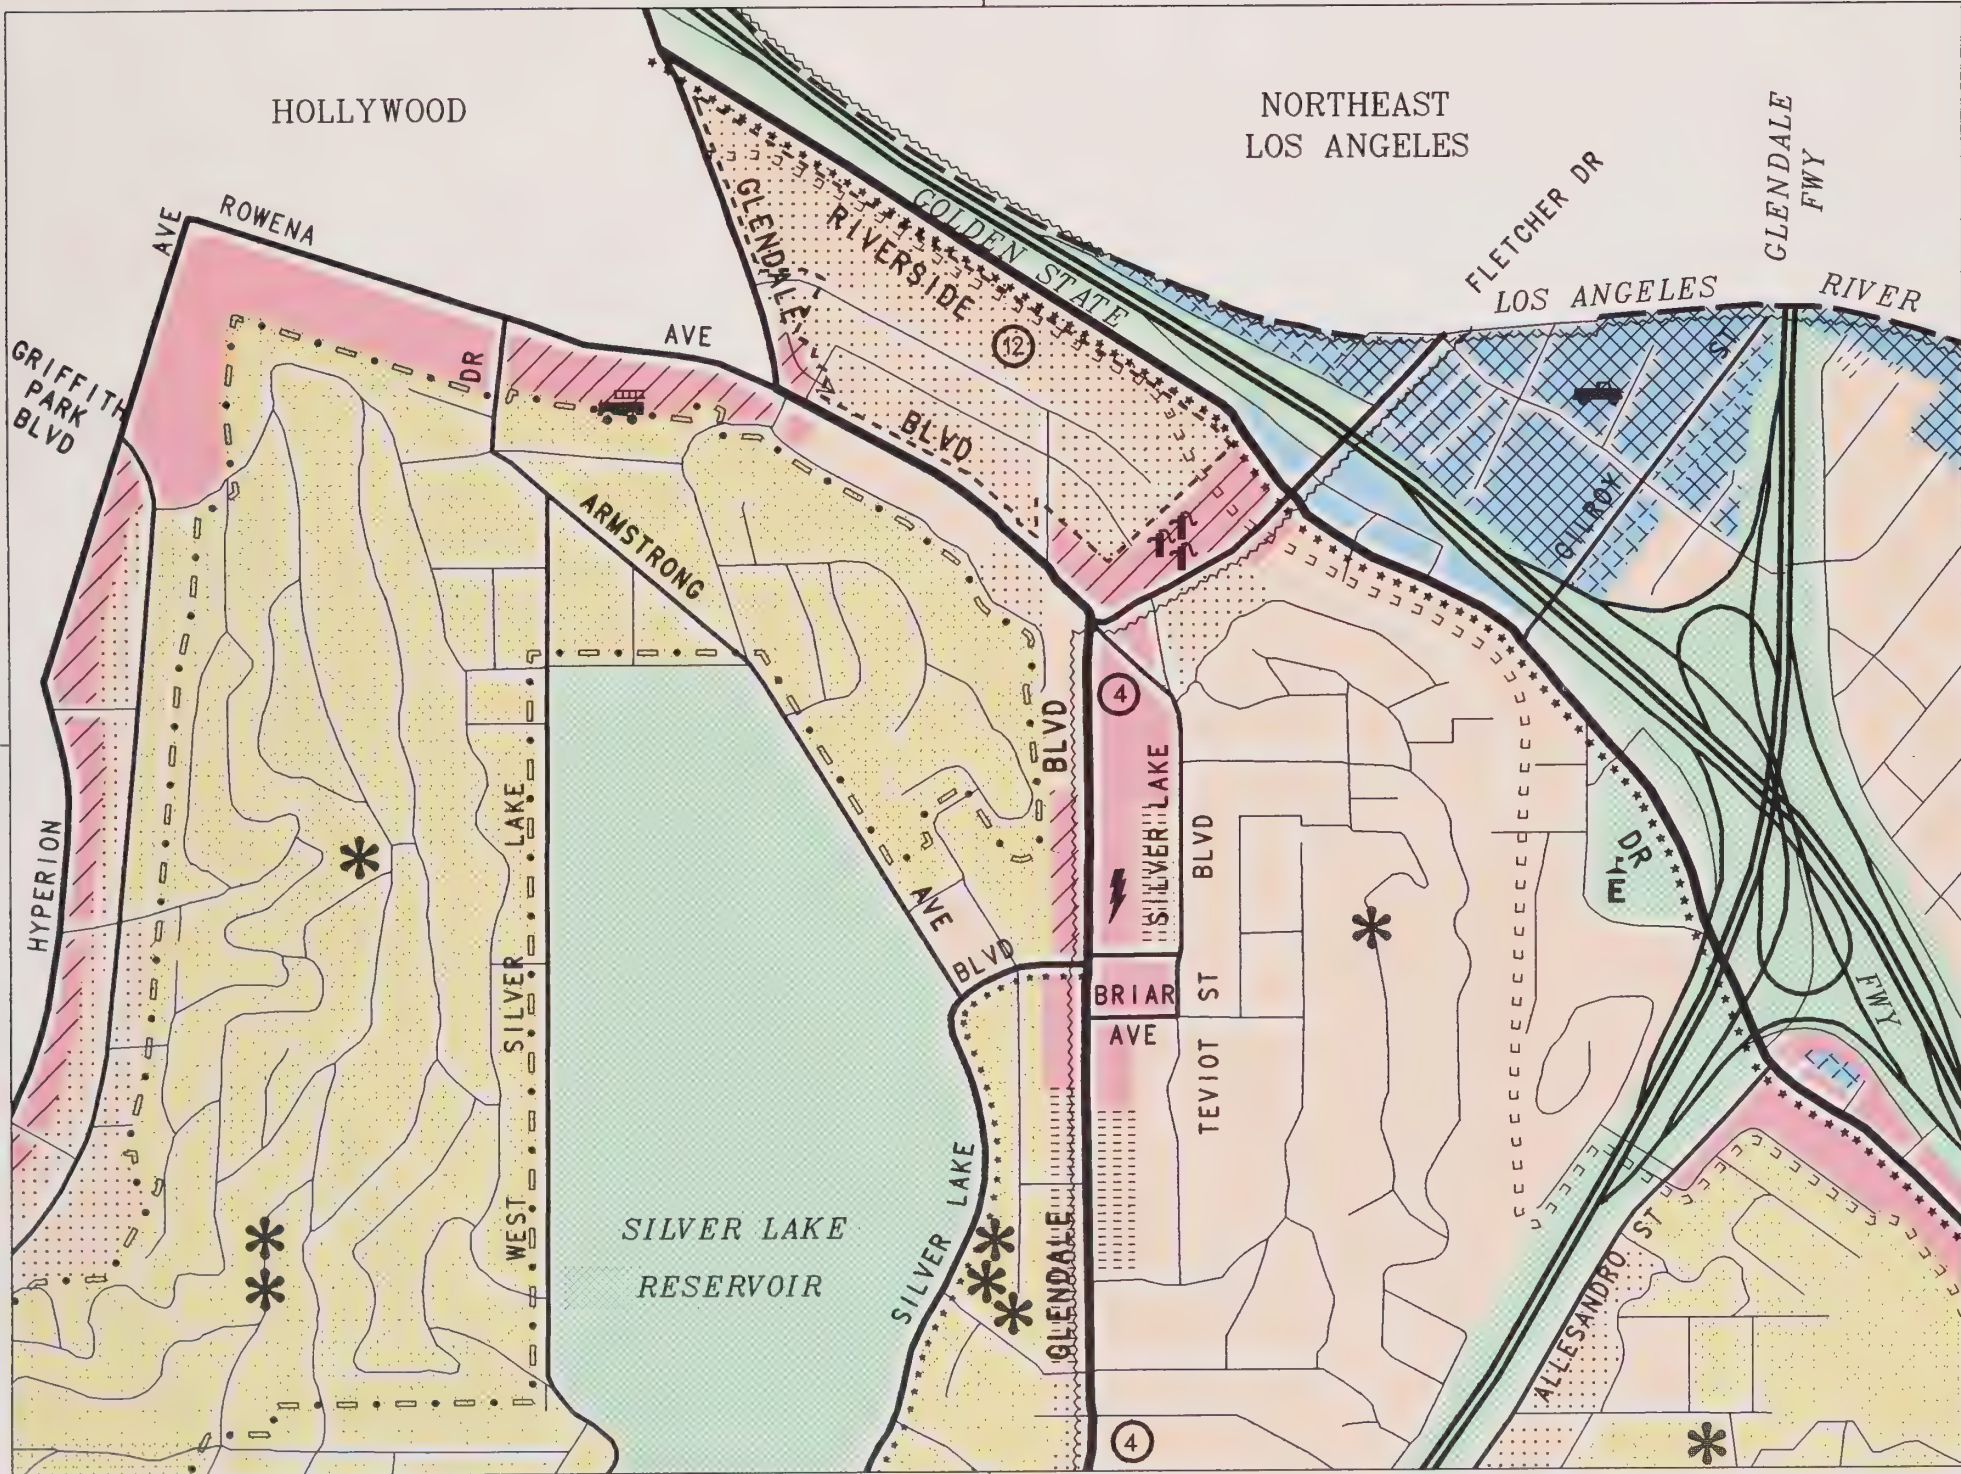 HOLLYWOOD
NORTHEAST
LOS ANGELES
GLENDALE
FWY
FLETCHER DR
ROWENA
AVE
AVE
GLENDALE
BLVD
RIVERSIDE
GOLDEN STATE
LOS ANGELES
RIVER
ST
GILROY
12
GRIFFITH
PARK
BLVD
DR
ARMSTRONG
AVE
4
BLVD
SILVER LAKE
BLVD
HYPERION
WEST SILVER LAKE
DR
E
BLVD
BRIAR
AVE
TEVIOT ST
FWY
SILVER LAKE
RESERVOIR
SILVER LAKE
GLENDALE
ALLESANDRO ST
4